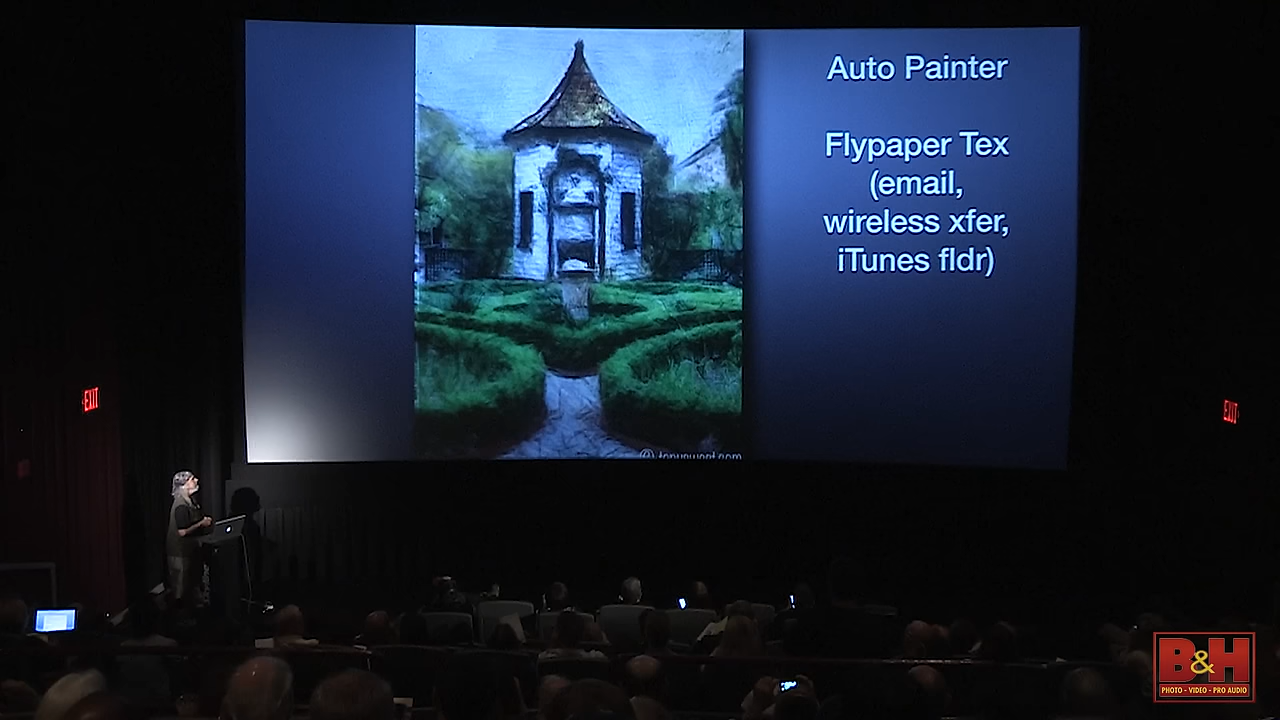 Auto Painter
Flypaper Tex
(email,
wireless xfer,
iTunes fldr)
EXIT
EXIT
B&H
PHOTO - VIDEO - PRO AUDIO